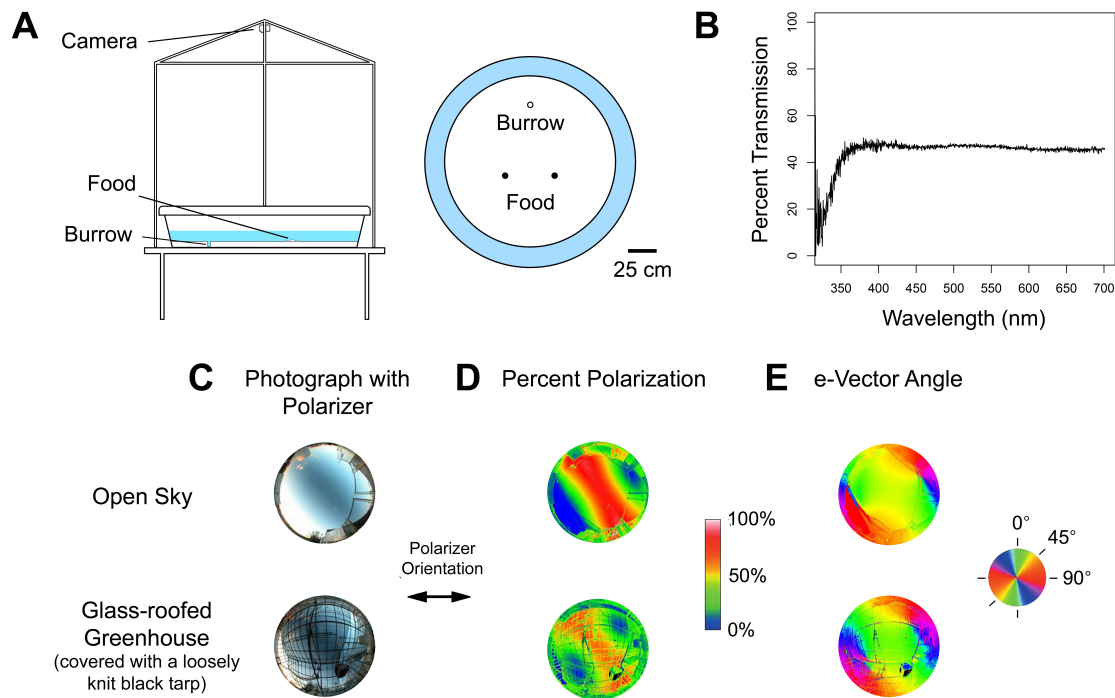 A
Camera
Food
Burrow
Burrow
Food
25 cm
B
Percent Transmission
100
80
60
40
20
0
350 400 450 500 550 600 650 700
Wavelength (nm)
C Photograph with
Polarizer
D Percent Polarization
E e-Vector Angle
Open Sky
Polarizer
Orientation
100%
50%
0%
0°
45°
90°
Glass-roofed
Greenhouse
(covered with a loosely
knit black tarp)